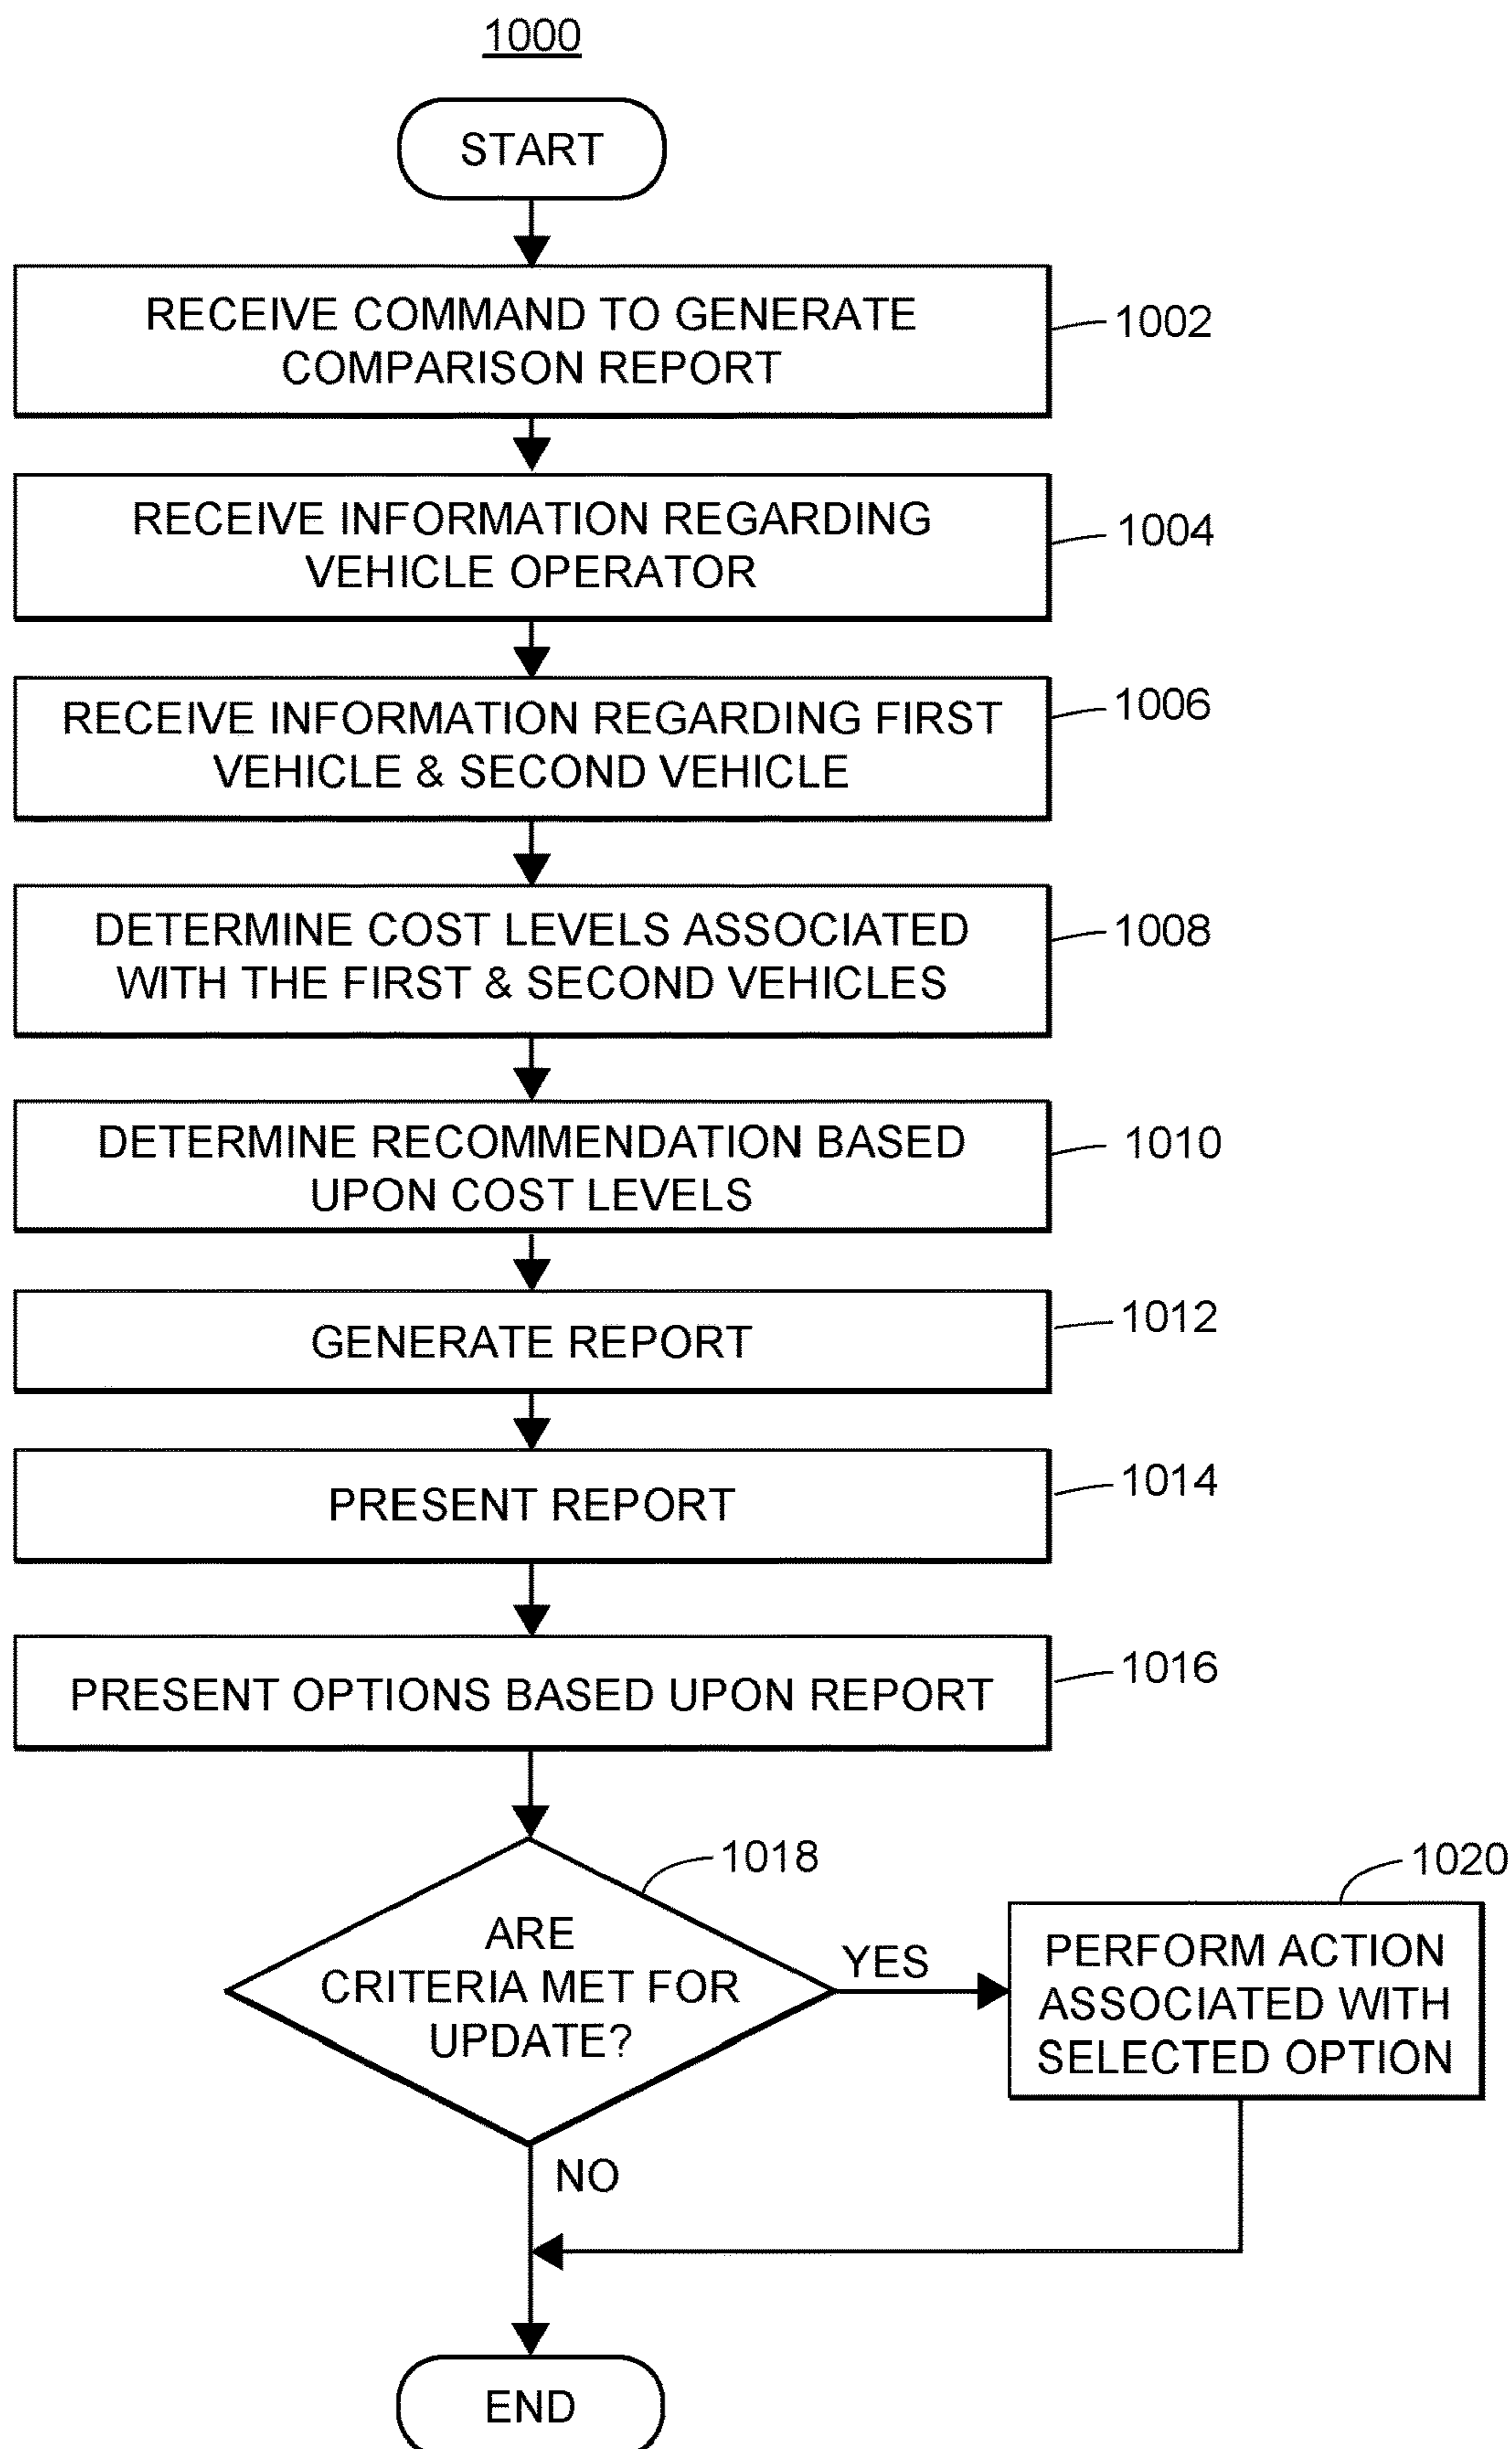 1000
START
RECEIVE COMMAND TO GENERATE
COMPARISON REPORT
1002
RECEIVE INFORMATION REGARDING
VEHICLE OPERATOR
1004
RECEIVE INFORMATION REGARDING FIRST
VEHICLE & SECOND VEHICLE
1006
DETERMINE COST LEVELS ASSOCIATED
WITH THE FIRST & SECOND VEHICLES
1008
DETERMINE RECOMMENDATION BASED
UPON COST LEVELS
1010
GENERATE REPORT
1012
PRESENT REPORT
1014
PRESENT OPTIONS BASED UPON REPORT
1016
ARE
CRITERIA MET FOR
UPDATE?
1018
YES
PERFORM ACTION
ASSOCIATED WITH
SELECTED OPTION
1020
NO
END